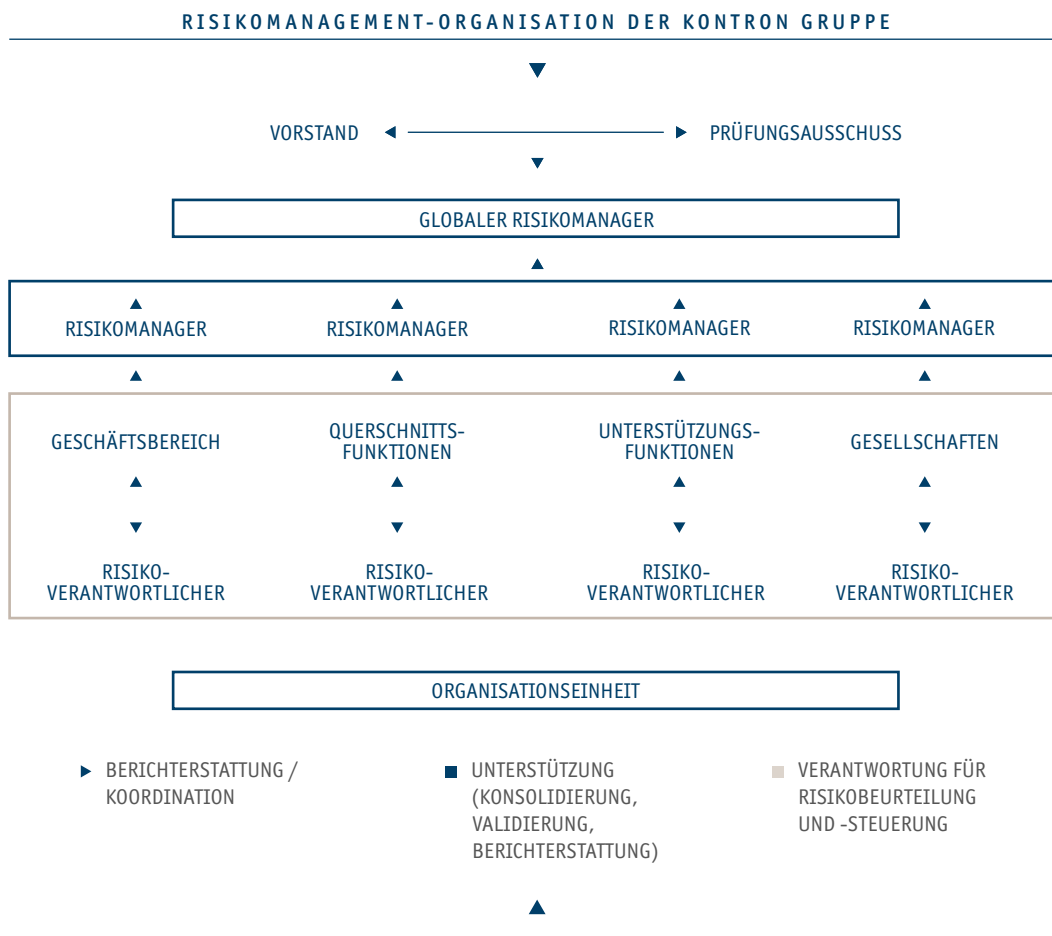 RISIKOMANAGEMENT-ORGANISATION DER KONTRON GRUPPE
VORSTAND
PRÜFUNGSAUSSCHUSS
GLOBALER RISIKOMANAGER
RISIKOMANAGER
RISIKOMANAGER
RISIKOMANAGER
RISIKOMANAGER
GESCHÄFTSBEREICH
QUERSCHNITTS-
FUNKTIONEN
UNTERSTÜTZUNGS-
FUNKTIONEN
GESELLSCHAFTEN
RISIKO-
VERANTWORTLICHER
RISIKO-
VERANTWORTLICHER
RISIKO-
VERANTWORTLICHER
RISIKO-
VERANTWORTLICHER
ORGANISATIONSEINHEIT
BERICHTERSTATTUNG /
KOORDINATION
UNTERSTÜTZUNG
(KONSOLIDIERUNG,
VALIDIERUNG,
BERICHTERSTATTUNG)
VERANTWORTUNG FÜR
RISIKOBEURTEILUNG
UND -STEUERUNG